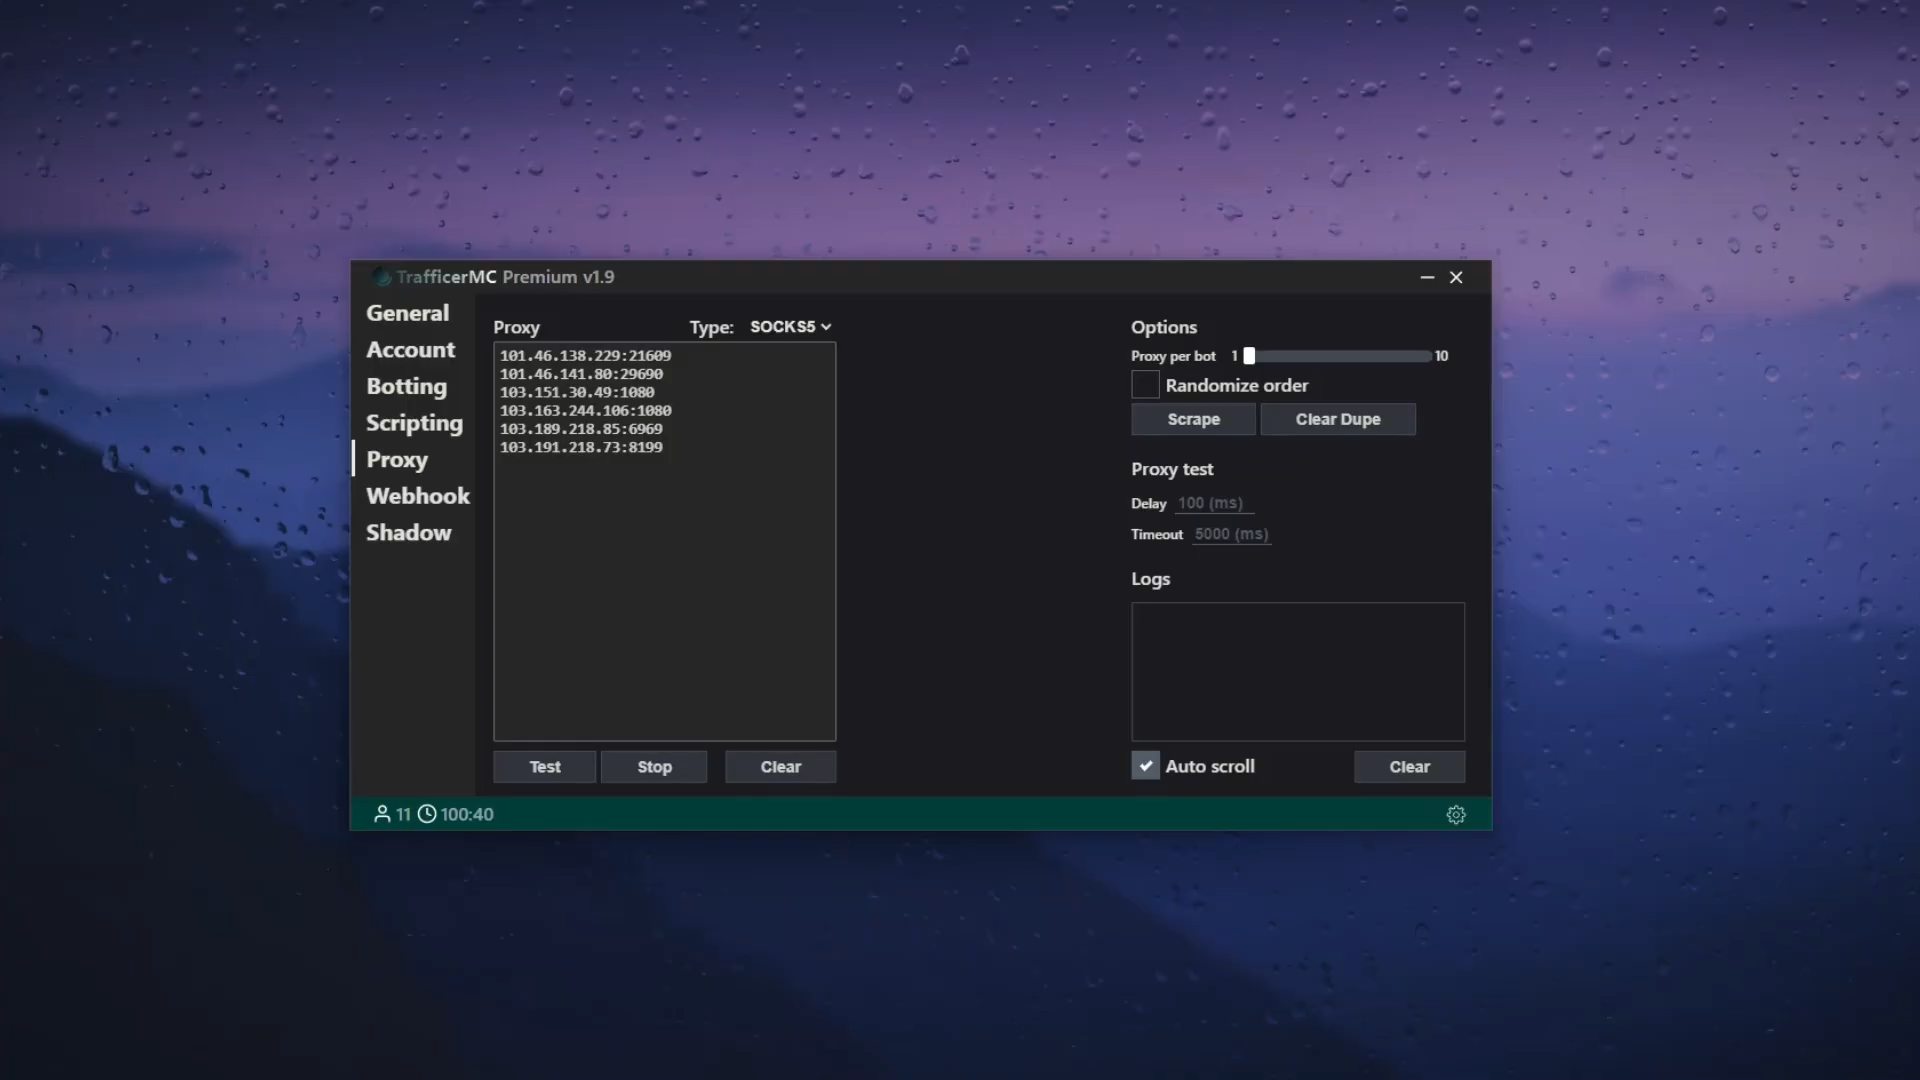 TrafficerMC Premium v1.9
General
Account
Botting
Scripting
Proxy
Webhook
Shadow
Proxy
Type: SOCKS5
101.46.138.229:21609
101.46.141.80:29690
103.151.30.49:1080
103.163.244.106:1080
103.189.218.85:6969
103.191.218.73:8199
Test
Stop
Clear
Options
Proxy per bot 1 10
Randomize order
Scrape
Clear Dupe
Proxy test
Delay 100 (ms)
Timeout 5000 (ms)
Logs
Auto scroll
Clear
11 100:40